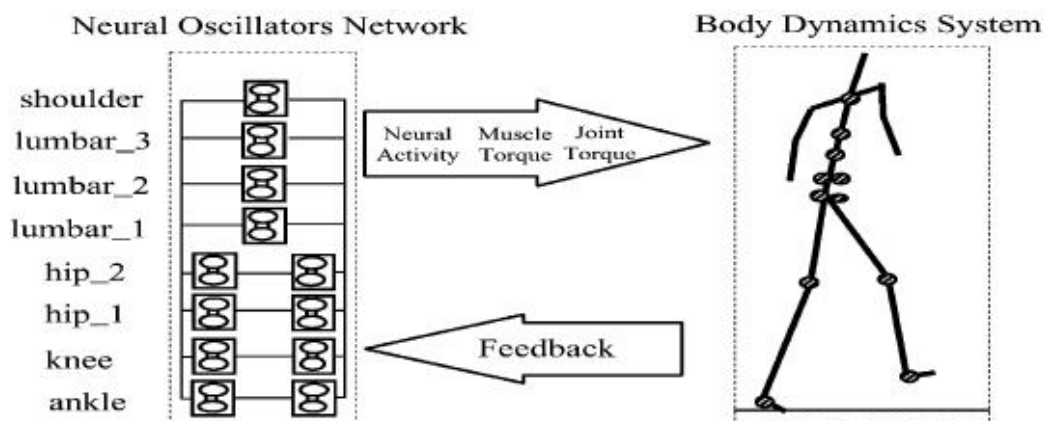 Neural Oscillators Network
Body Dynamics System
shoulder
lumbar_3
lumbar_2
lumbar_1
hip_2
hip_1
knee
ankle
Neural Muscle Joint
Activity Torque Torque
Feedback